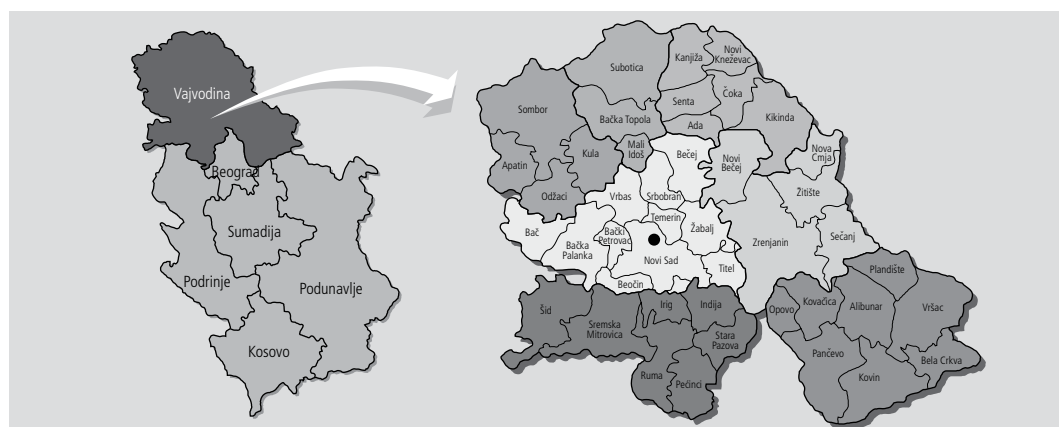 Vajvodina
Beograd
Sumadija
Podrinje
Podunavlje
Kosovo
Subotica
Kanjiža
Novi
Kneževac
Sombor
Senta
Čoka
Bačka Topola
Ada
Kikinda
Apatin
Kula
Mali
Idoš
Bečej
Novi
Bečej
Nova
Crnja
Odžaci
Vrbas
Srbobran
Žitište
Temerin
Bač
Bački
Petrovac
Žabalj
Bačka
Palanka
Zrenjanin
Sečanj
Novi Sad
Titel
Beočin
Plandište
Šid
Irig
Indija
Opovo
Kovačica
Alibunar
Vršac
Sremska
Mitrovica
Stara
Pazova
Pančevo
Bela Crkva
Ruma
Pećinci
Kovin